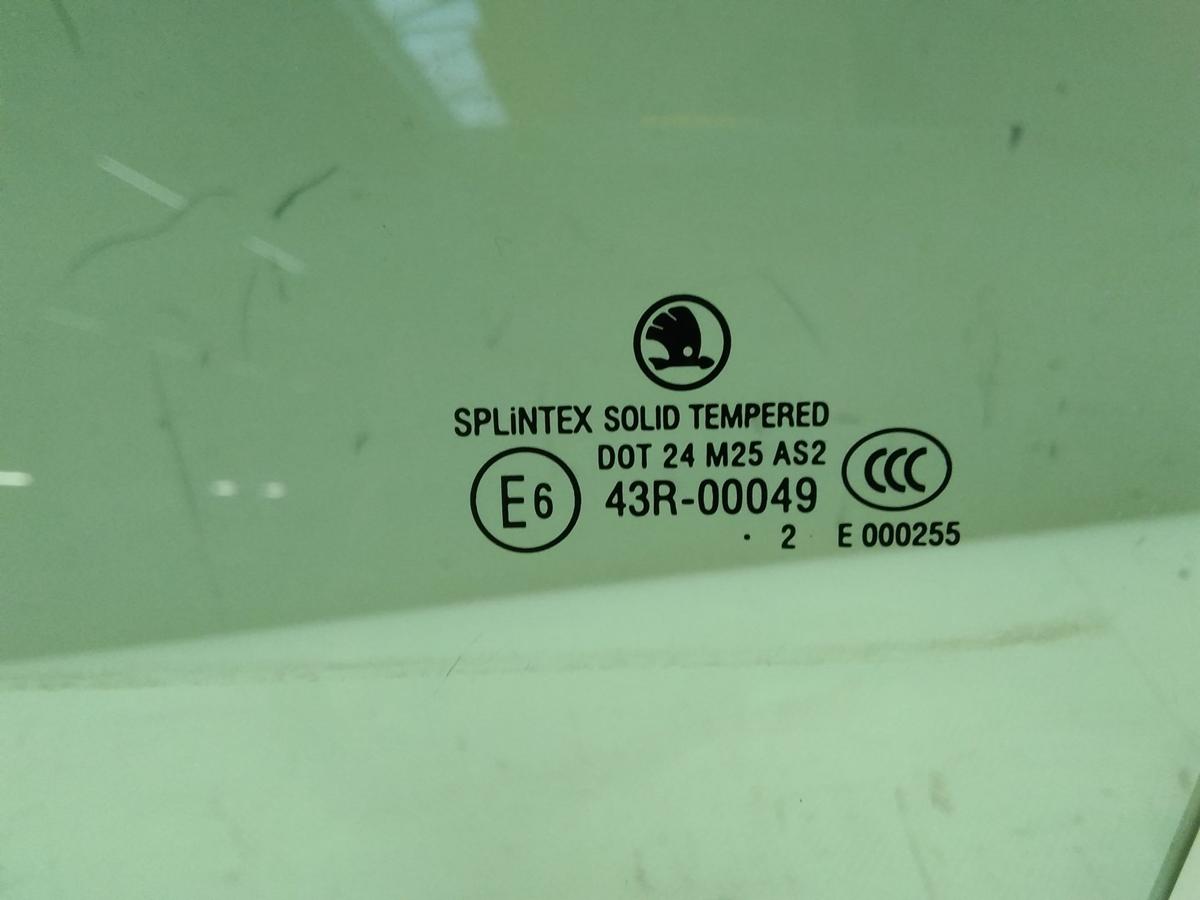 SPLiNTEX SOLID TEMPERED
DOT 24 M25 AS2
E6 43R-00049 CCC
· 2 E 000255